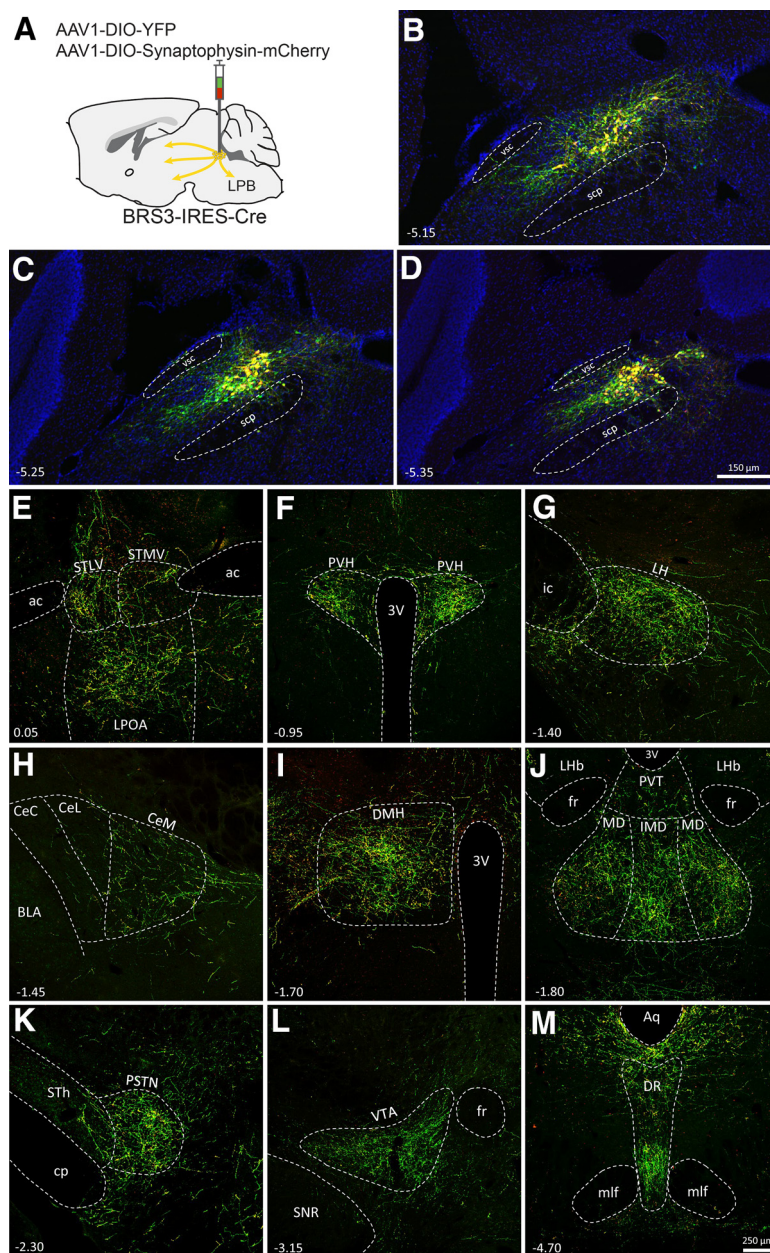 A
AAV1-DIO-YFP
AAV1-DIO-Synaptophysin-mCherry
LPB
BRS3-IRES-Cre
B
vsc
scp
-5.15
C
vsc
scp
-5.25
D
vsc
scp
-5.35
150 µm
E
STLV
STMV
ac
ac
LPOA
0.05
F
PVH
PVH
3V
-0.95
G
LH
ic
-1.40
H
CeC
CeL
CeM
BLA
-1.45
I
DMH
3V
-1.70
J
3V
LHb
LHb
PVT
fr
fr
MD
IMD
MD
-1.80
K
PSTN
STh
cp
-2.30
L
VTA
fr
SNR
-3.15
M
Aq
DR
mlf
mlf
-4.70
250 µm